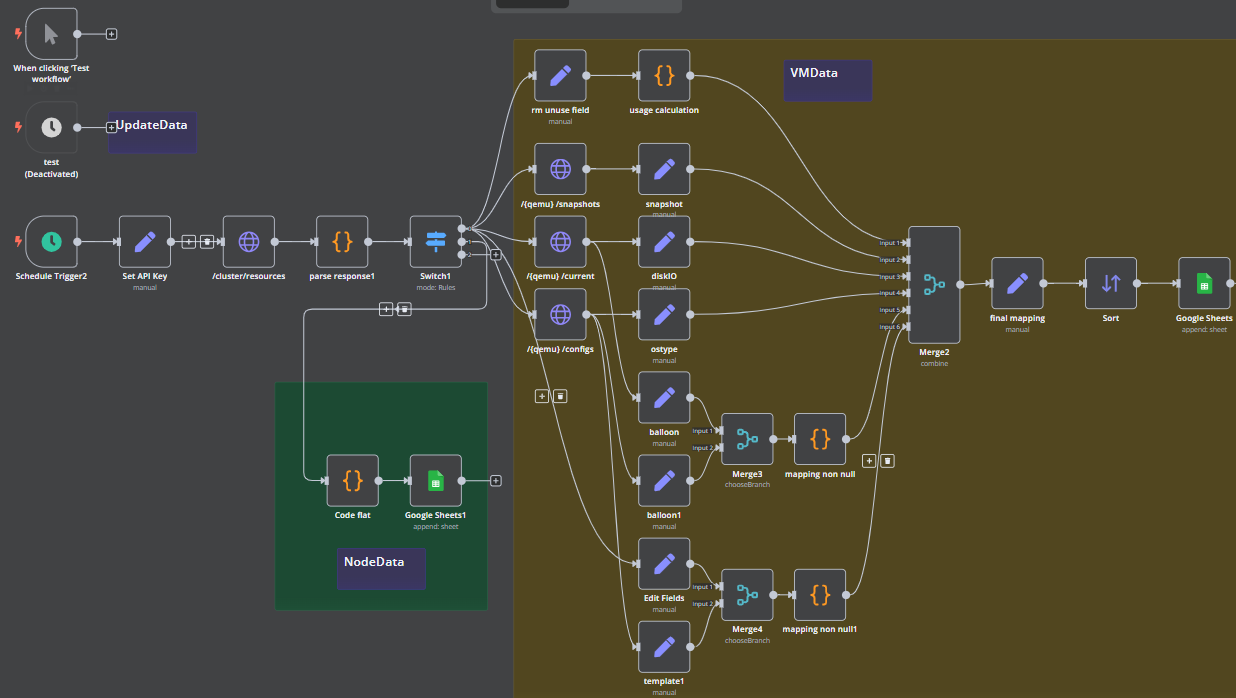 When clicking 'Test
workflow'
test
(Deactivated)
UpdateData
Schedule Trigger2
Set API Key
manual
/cluster/resources
parse response1
Switch1
mode: Rules
0
1
2
Code flat
Google Sheets1
append: sheet
NodeData
VMData
rm unuse field
manual
usage calculation
/{qemu} /snapshots
snapshot
manual
/{qemu} /current
diskIO
manual
/{qemu} /configs
ostype
manual
balloon
manual
balloon1
manual
Input 1
Input 2
Merge3
chooseBranch
mapping non null
Edit Fields
manual
template1
manual
Input 1
Input 2
Merge4
chooseBranch
mapping non null1
Input 1
Input 2
Input 3
Input 4
Input 5
Input 6
Merge2
combine
final mapping
manual
Sort
Google Sheets
append: sheet